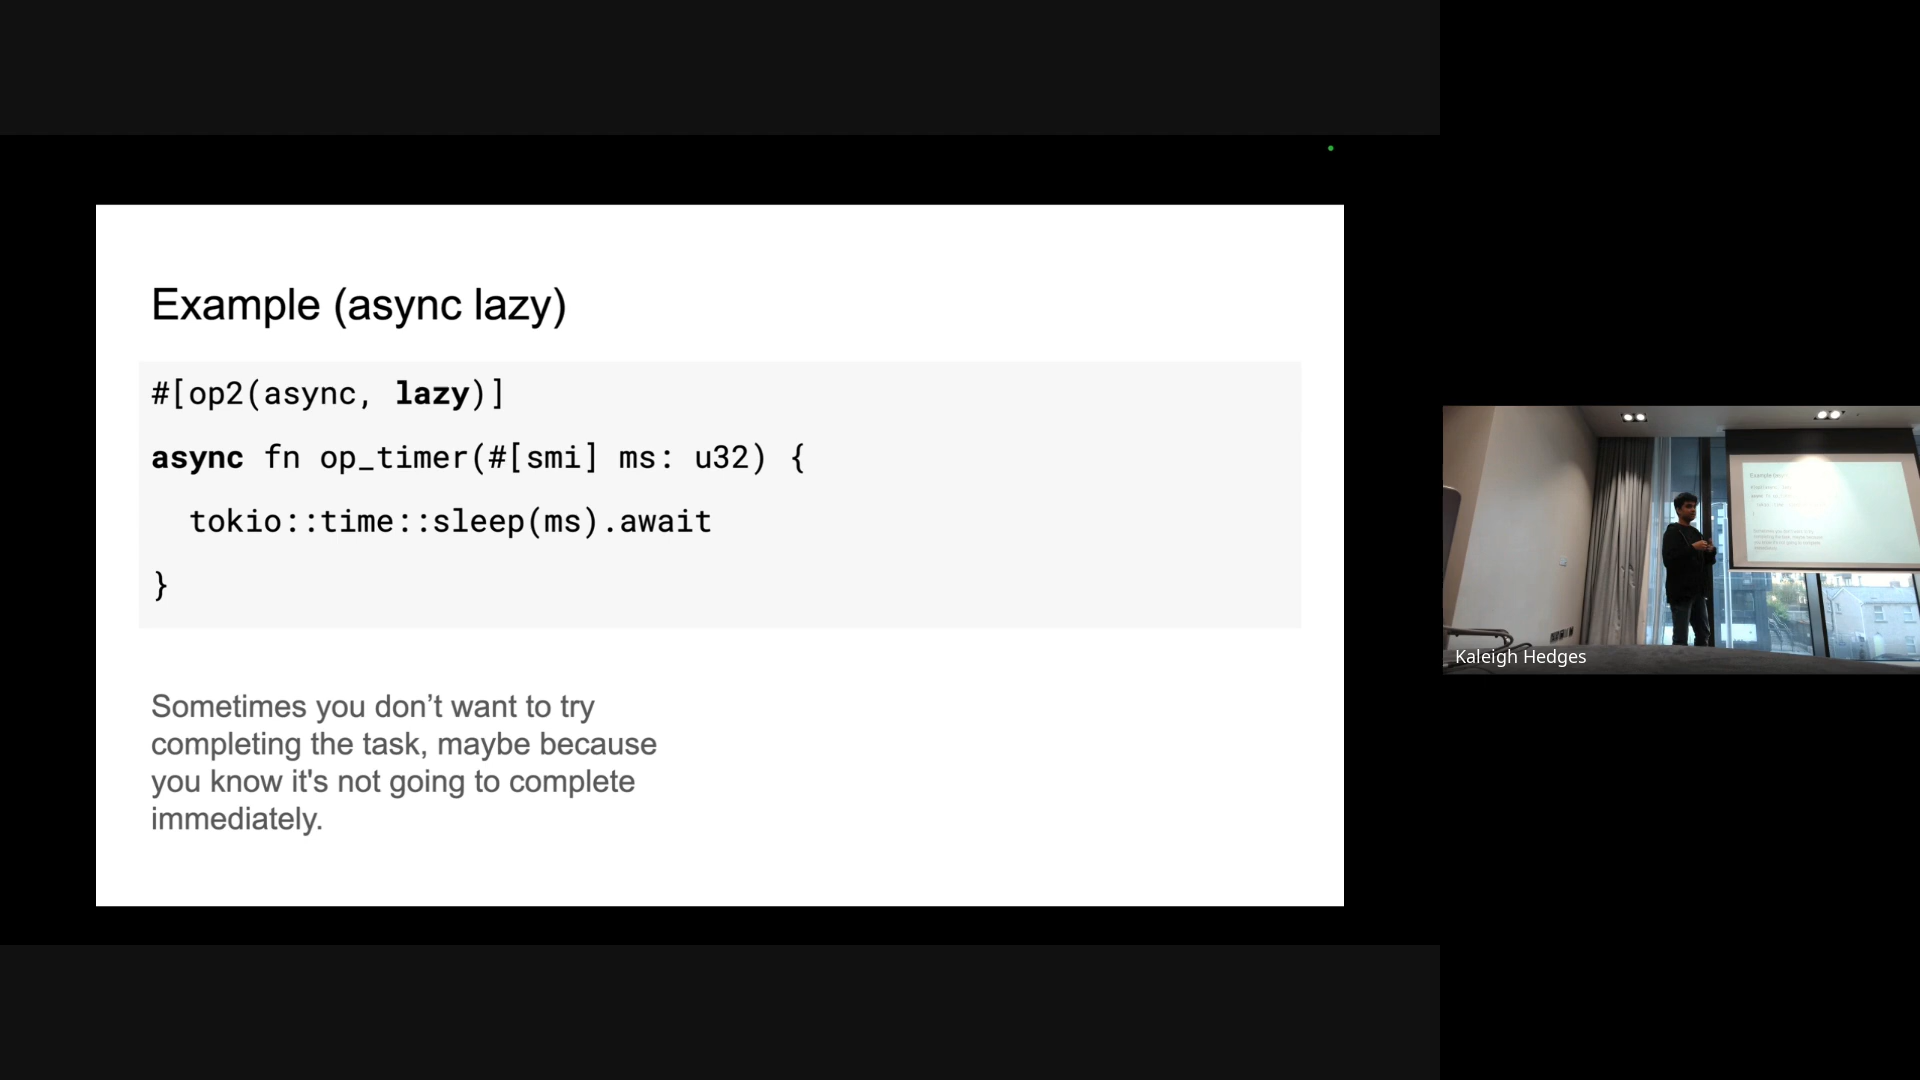 Example (async lazy)
#[op2(async, lazy)]
async fn op_timer(#[smi] ms: u32) {
tokio::time::sleep(ms).await
}
Sometimes you don’t want to try
completing the task, maybe because
you know it's not going to complete
immediately.
Kaleigh Hedges